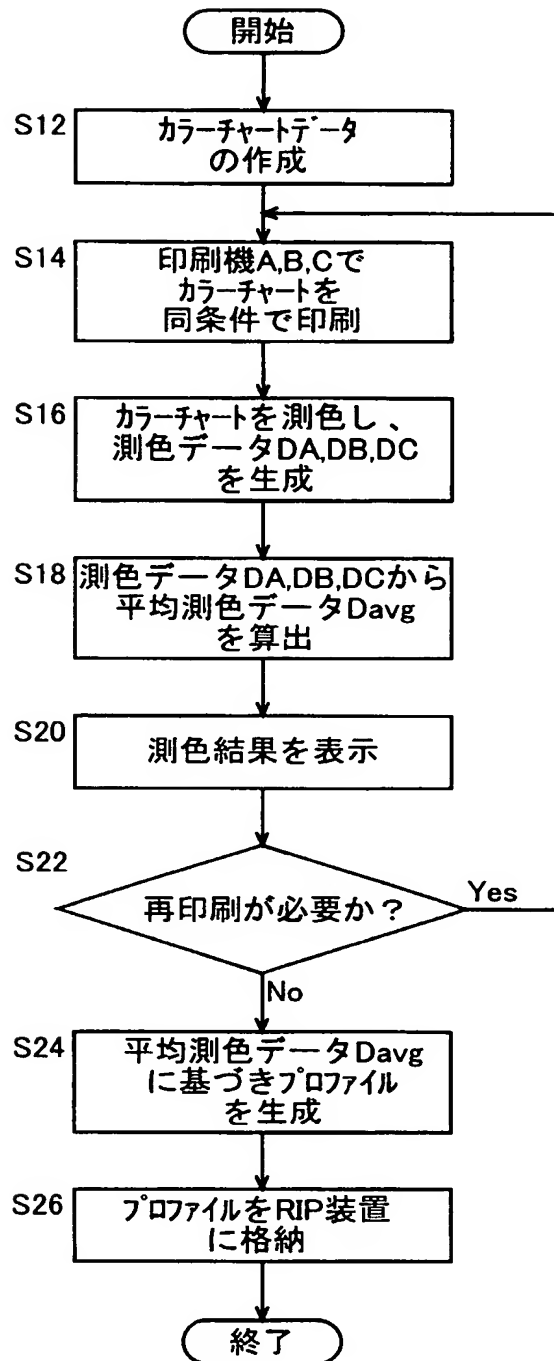 開始
S12
カラーチャートデータ
の作成
S14
印刷機A,B,Cで
カラーチャートを
同条件で印刷
S16
カラーチャートを測色し、
測色データDA,DB,DC
を生成
S18
測色データDA,DB,DCから
平均測色データDavg
を算出
S20
測色結果を表示
S22
再印刷が必要か？
Yes
No
S24
平均測色データDavg
に基づきプロファイル
を生成
S26
プロファイルをRIP装置
に格納
終了